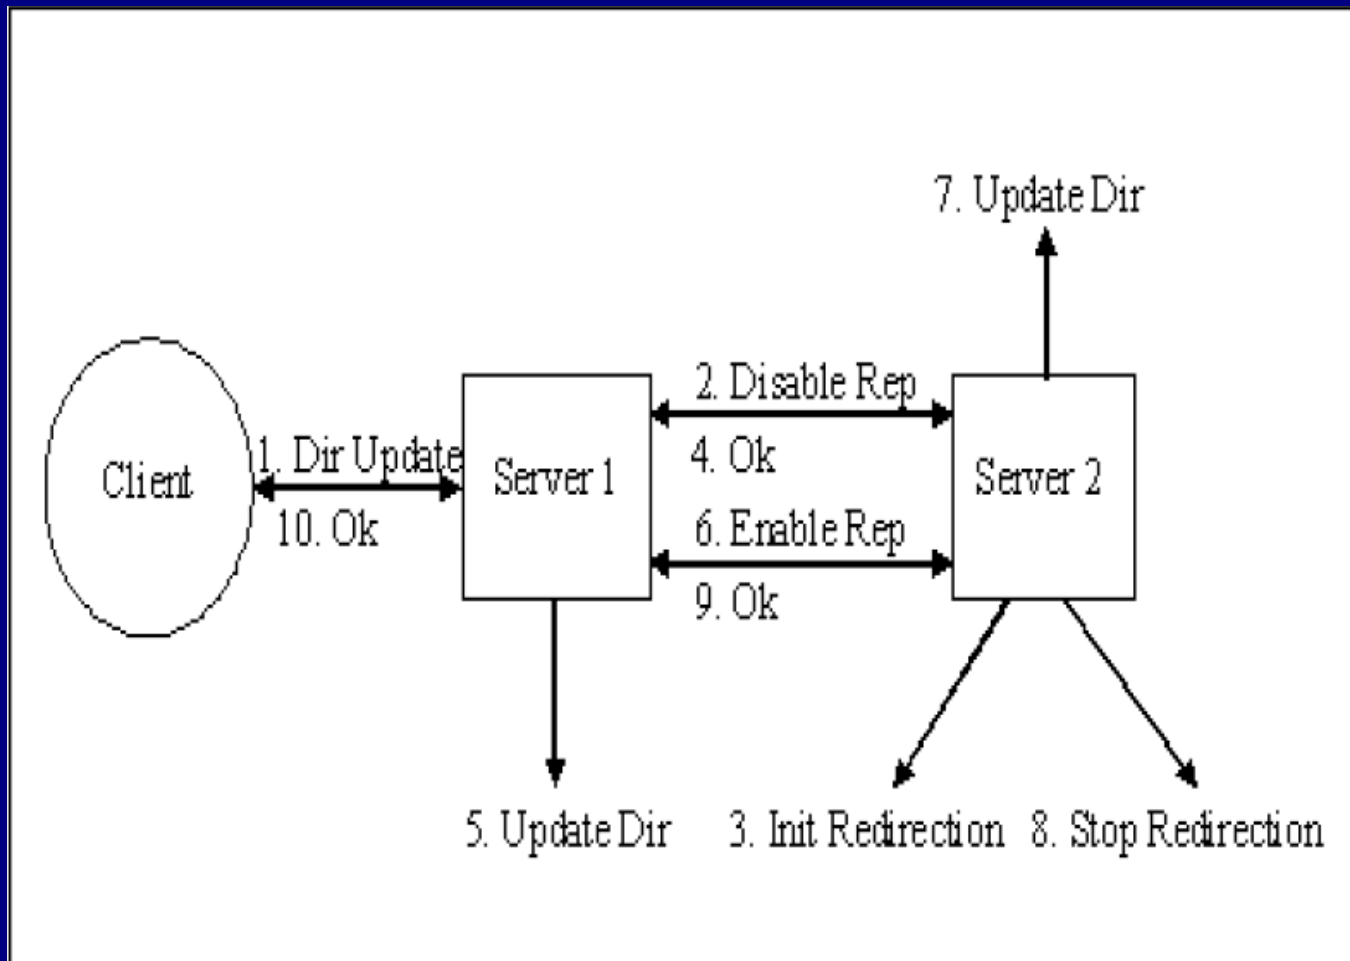 7. Update Dir
2. Disable Rep
1. Dir Update
4. Ok
Client
Server 1
Server 2
10. Ok
6. Enable Rep
9. Ok
5. Update Dir
3. Init Redirection
8. Stop Redirection